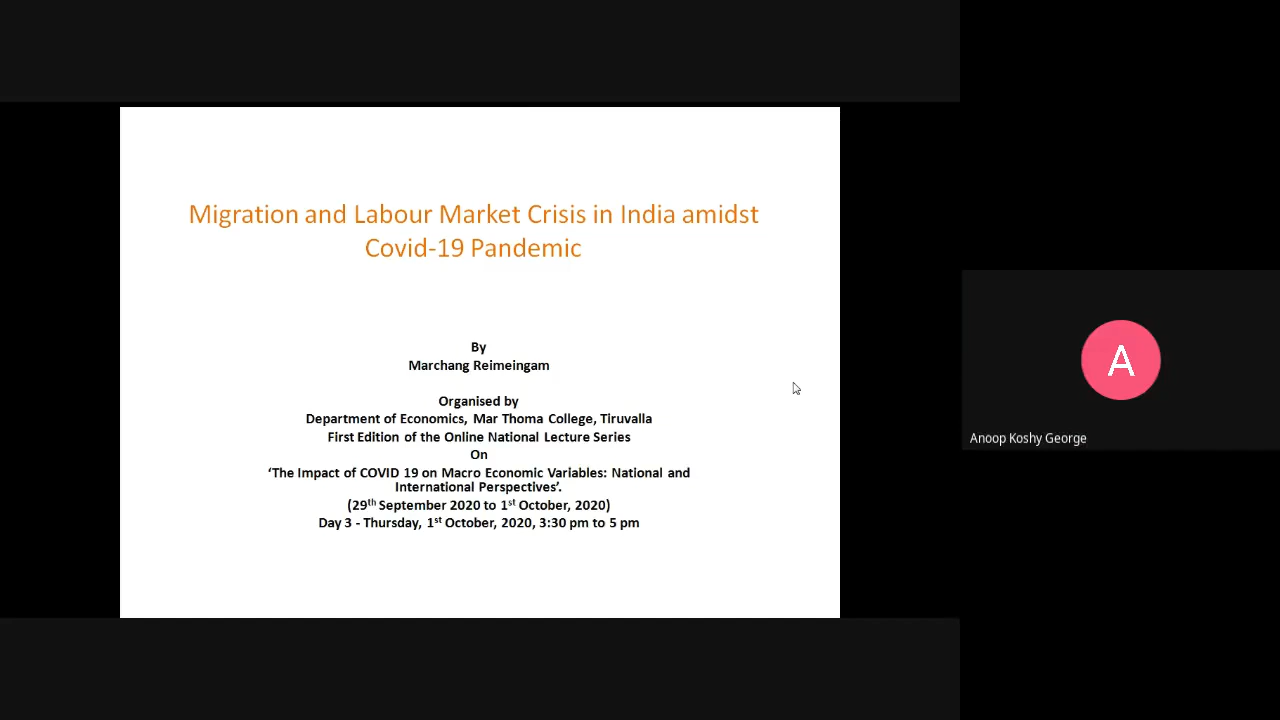 Migration and Labour Market Crisis in India amidst
Covid-19 Pandemic
By
Marchang Reimeingam
Organised by
Department of Economics, Mar Thoma College, Tiruvalla
First Edition of the Online National Lecture Series
On
‘The Impact of COVID 19 on Macro Economic Variables: National and
International Perspectives’.
(29th September 2020 to 1st October, 2020)
Day 3 - Thursday, 1st October, 2020, 3:30 pm to 5 pm
A
Anoop Koshy George